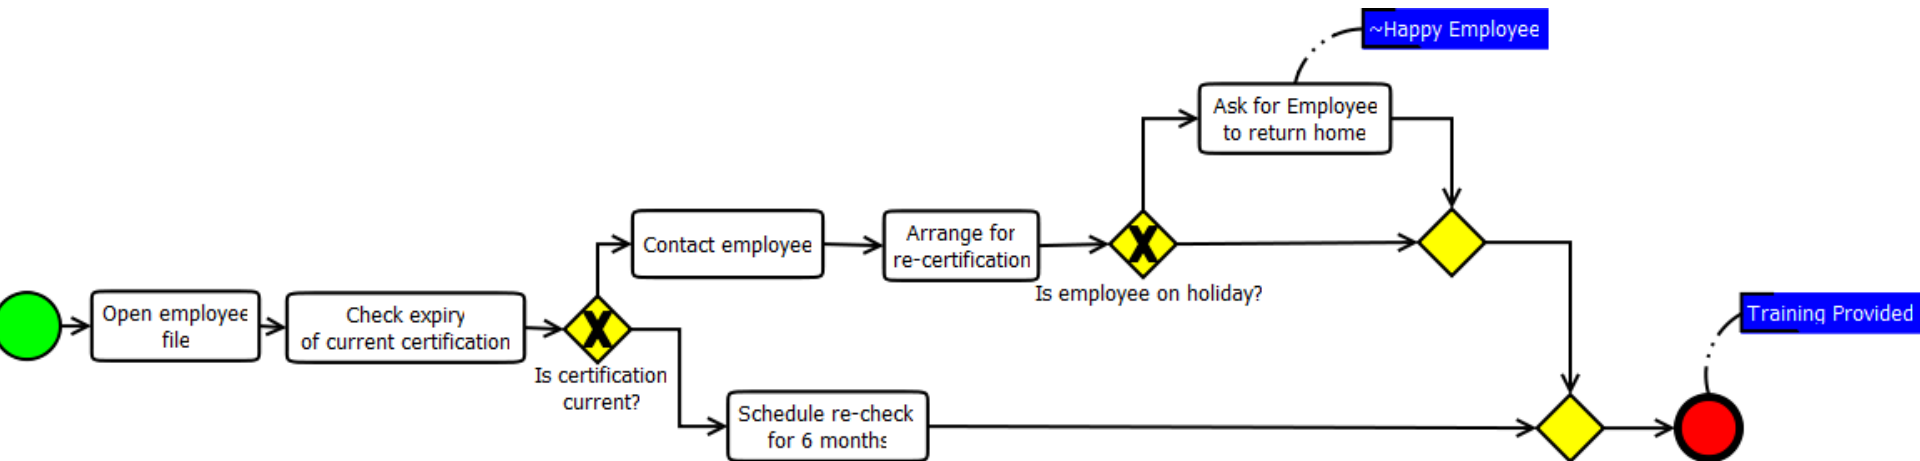 ~Happy Employee
Ask for Employee
to return home
Contact employee
Arrange for
re-certification
Is employee on holiday?
Open employee
file
Check expiry
of current certification
Is certification
current?
Schedule re-check
for 6 months
Training Provided